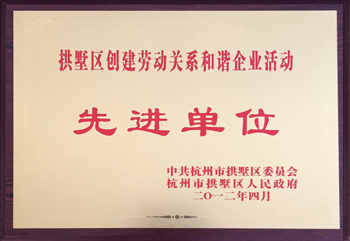 拱墅区创建劳动关系和谐企业活动
先进单位
中共杭州市拱墅区委员会
杭州市拱墅区人民政府
二〇一二年四月